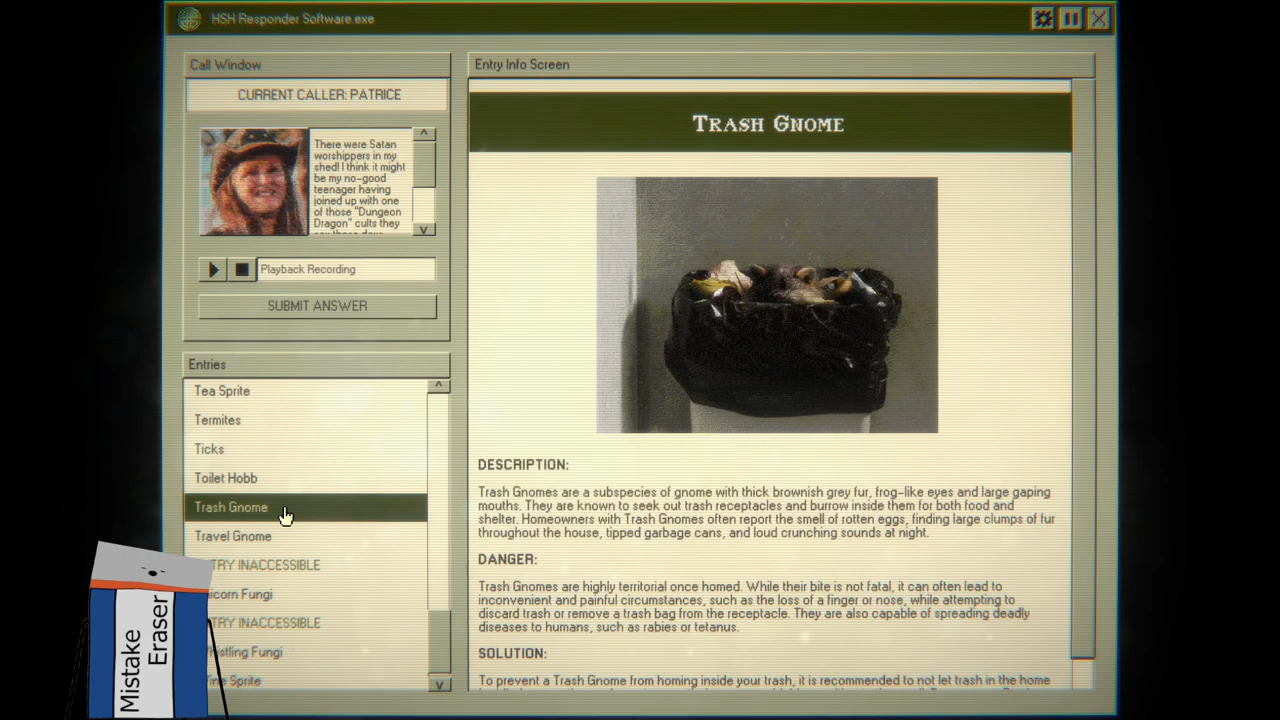 HSH Responder Software.exe
Call Window
CURRENT CALLER: PATRICE
There were Satan
worshippers in my
shed! I think it might
be my no-good
teenager having
joined up with one
of those "Dungeon
Dragon" cults they
Playback Recording
SUBMIT ANSWER
Entries
Tea Sprite
Termites
Ticks
Toilet Hobb
Trash Gnome
Travel Gnome
TRY INACCESSIBLE
icorn Fungi
TRY INACCESSIBLE
histling Fungi
ine Sprite
Mistake
Eraser
Entry Info Screen
Trash Gnome
DESCRIPTION:
Trash Gnomes are a subspecies of gnome with thick brownish grey fur, frog-like eyes and large gaping
mouths. They are known to seek out trash receptacles and burrow inside them for both food and
shelter. Homeowners with Trash Gnomes often report the smell of rotten eggs, finding large clumps of fur
throughout the house, tipped garbage cans, and loud crunching sounds at night.
DANGER:
Trash Gnomes are highly territorial once homed. While their bite is not fatal, it can often lead to
inconvenient and painful circumstances, such as the loss of a finger or nose, while attempting to
discard trash or remove a trash bag from the receptacle. They are also capable of spreading deadly
diseases to humans, such as rabies or tetanus.
SOLUTION:
To prevent a Trash Gnome from homing inside your trash, it is recommended to not let trash in the home